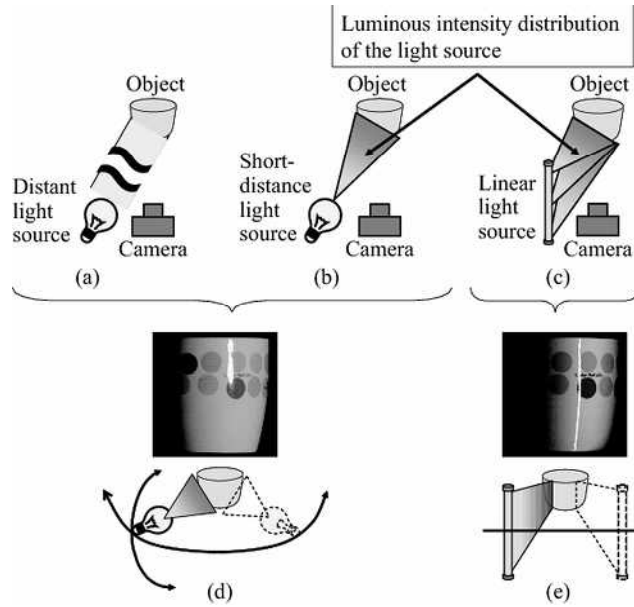 Luminous intensity distribution
of the light source
Object
Object
Object
Distant
light
source
Camera
(a)
Short-
distance
light
source
Camera
(b)
Linear
light
source
Camera
(c)
(d)
(e)